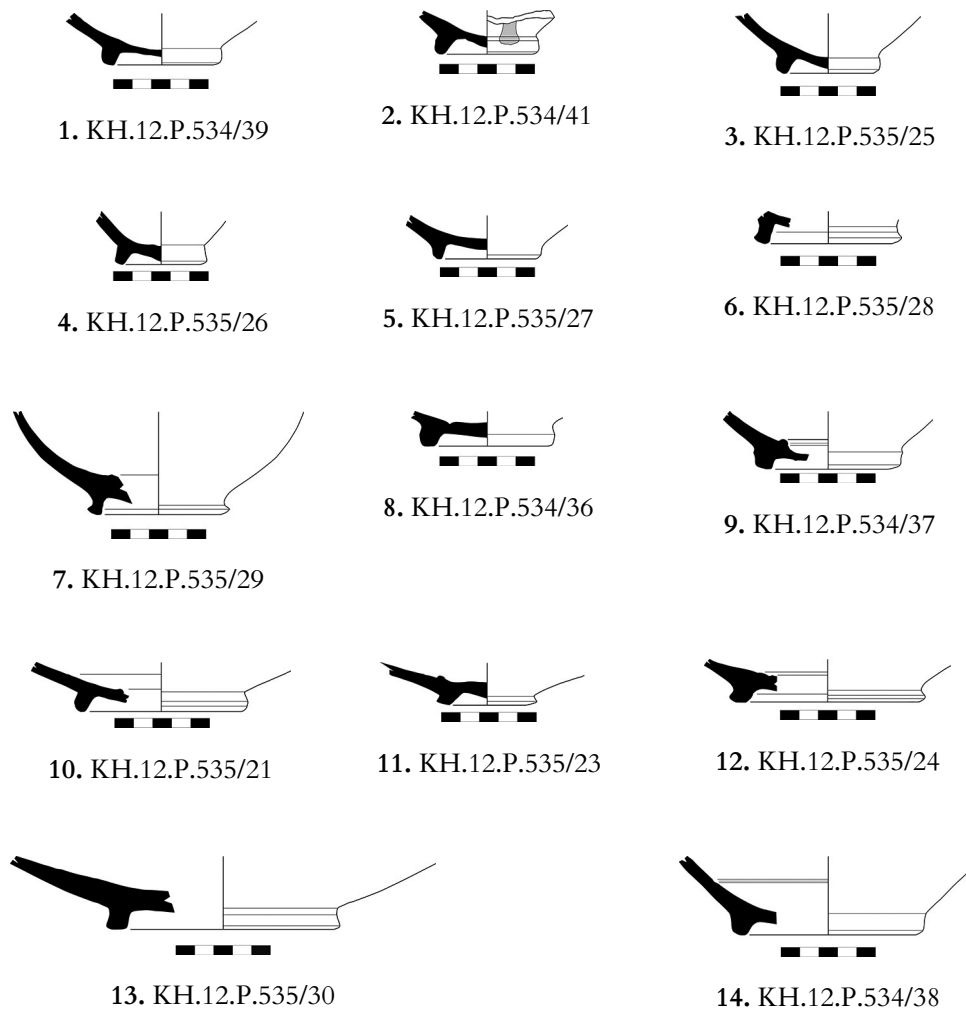 1. KH.12.P.534/39
2. KH.12.P.534/41
3. KH.12.P.535/25
4. KH.12.P.535/26
5. KH.12.P.535/27
6. KH.12.P.535/28
7. KH.12.P.535/29
8. KH.12.P.534/36
9. KH.12.P.534/37
10. KH.12.P.535/21
11. KH.12.P.535/23
12. KH.12.P.535/24
13. KH.12.P.535/30
14. KH.12.P.534/38